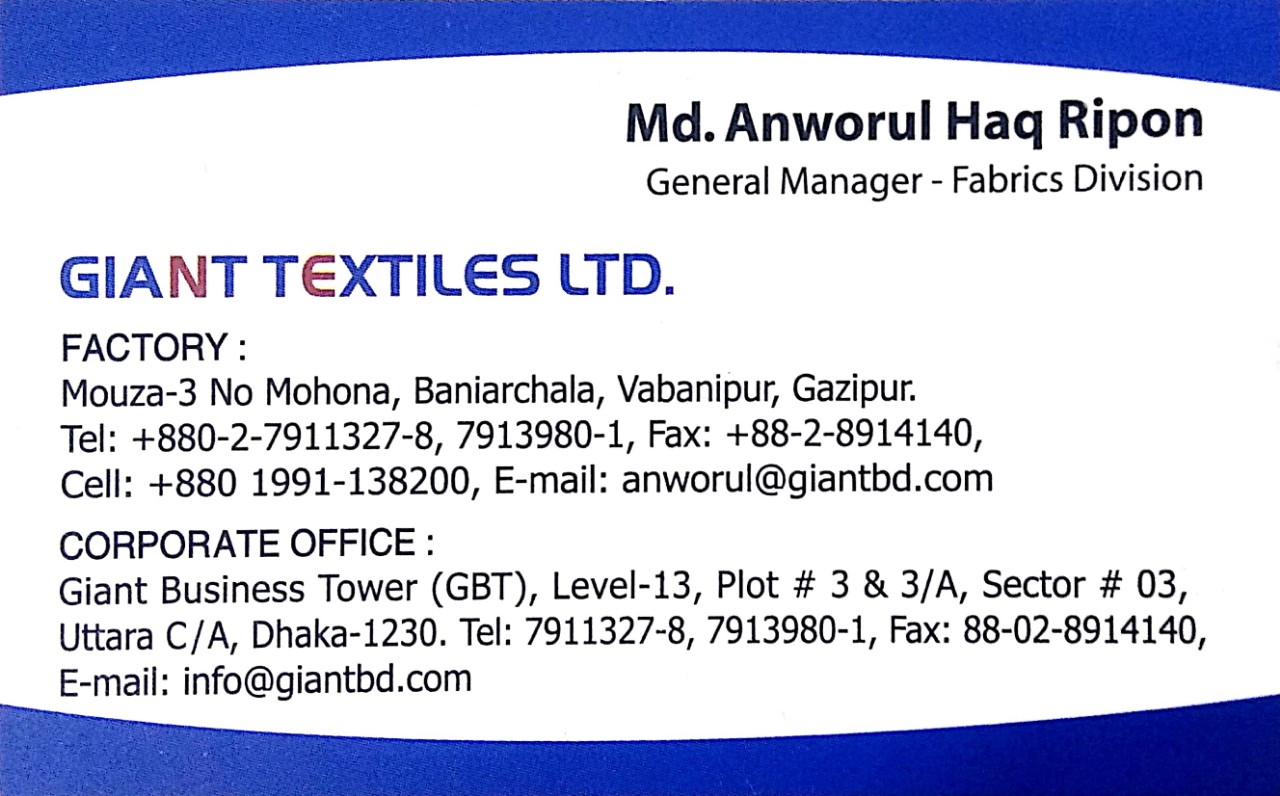 Md. Anworul Haq Ripon
General Manager - Fabrics Division
GIANT TEXTILES LTD.
FACTORY :
Mouza-3 No Mohona, Baniarchala, Vabanipur, Gazipur.
Tel: +880-2-7911327-8, 7913980-1, Fax: +88-2-8914140,
Cell: +880 1991-138200, E-mail: anworul@giantbd.com
CORPORATE OFFICE :
Giant Business Tower (GBT), Level-13, Plot # 3 & 3/A, Sector # 03,
Uttara C/A, Dhaka-1230. Tel: 7911327-8, 7913980-1, Fax: 88-02-8914140,
E-mail: info@giantbd.com